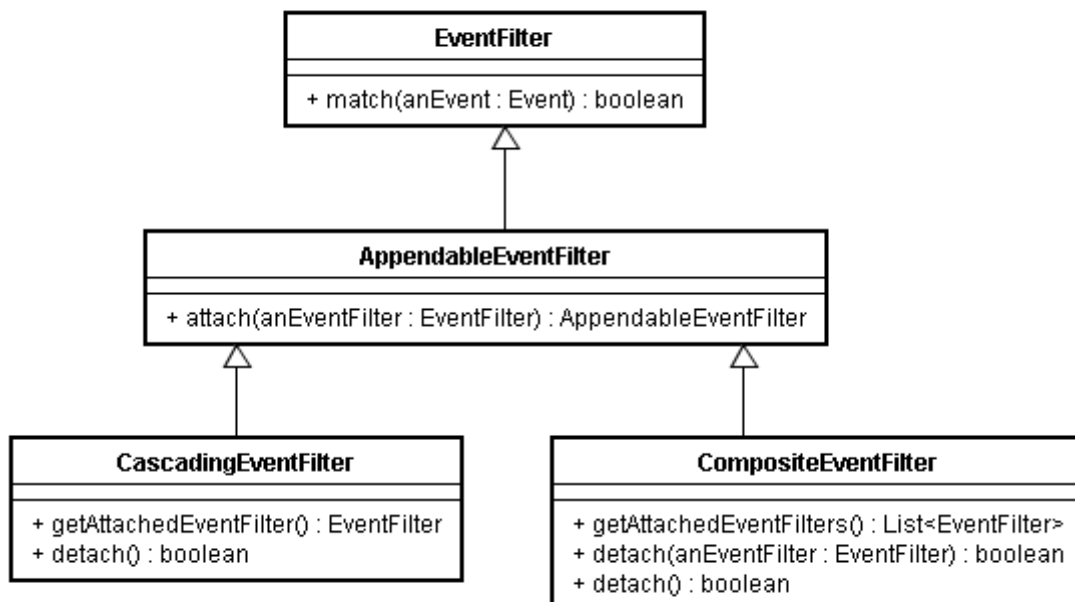 EventFilter
+ match(anEvent : Event) : boolean
AppendableEventFilter
+ attach(anEventFilter : EventFilter) : AppendableEventFilter
CascadingEventFilter
+ getAttachedEventFilter() : EventFilter
+ detach() : boolean
CompositeEventFilter
+ getAttachedEventFilters() : List<EventFilter>
+ detach(anEventFilter : EventFilter) : boolean
+ detach() : boolean